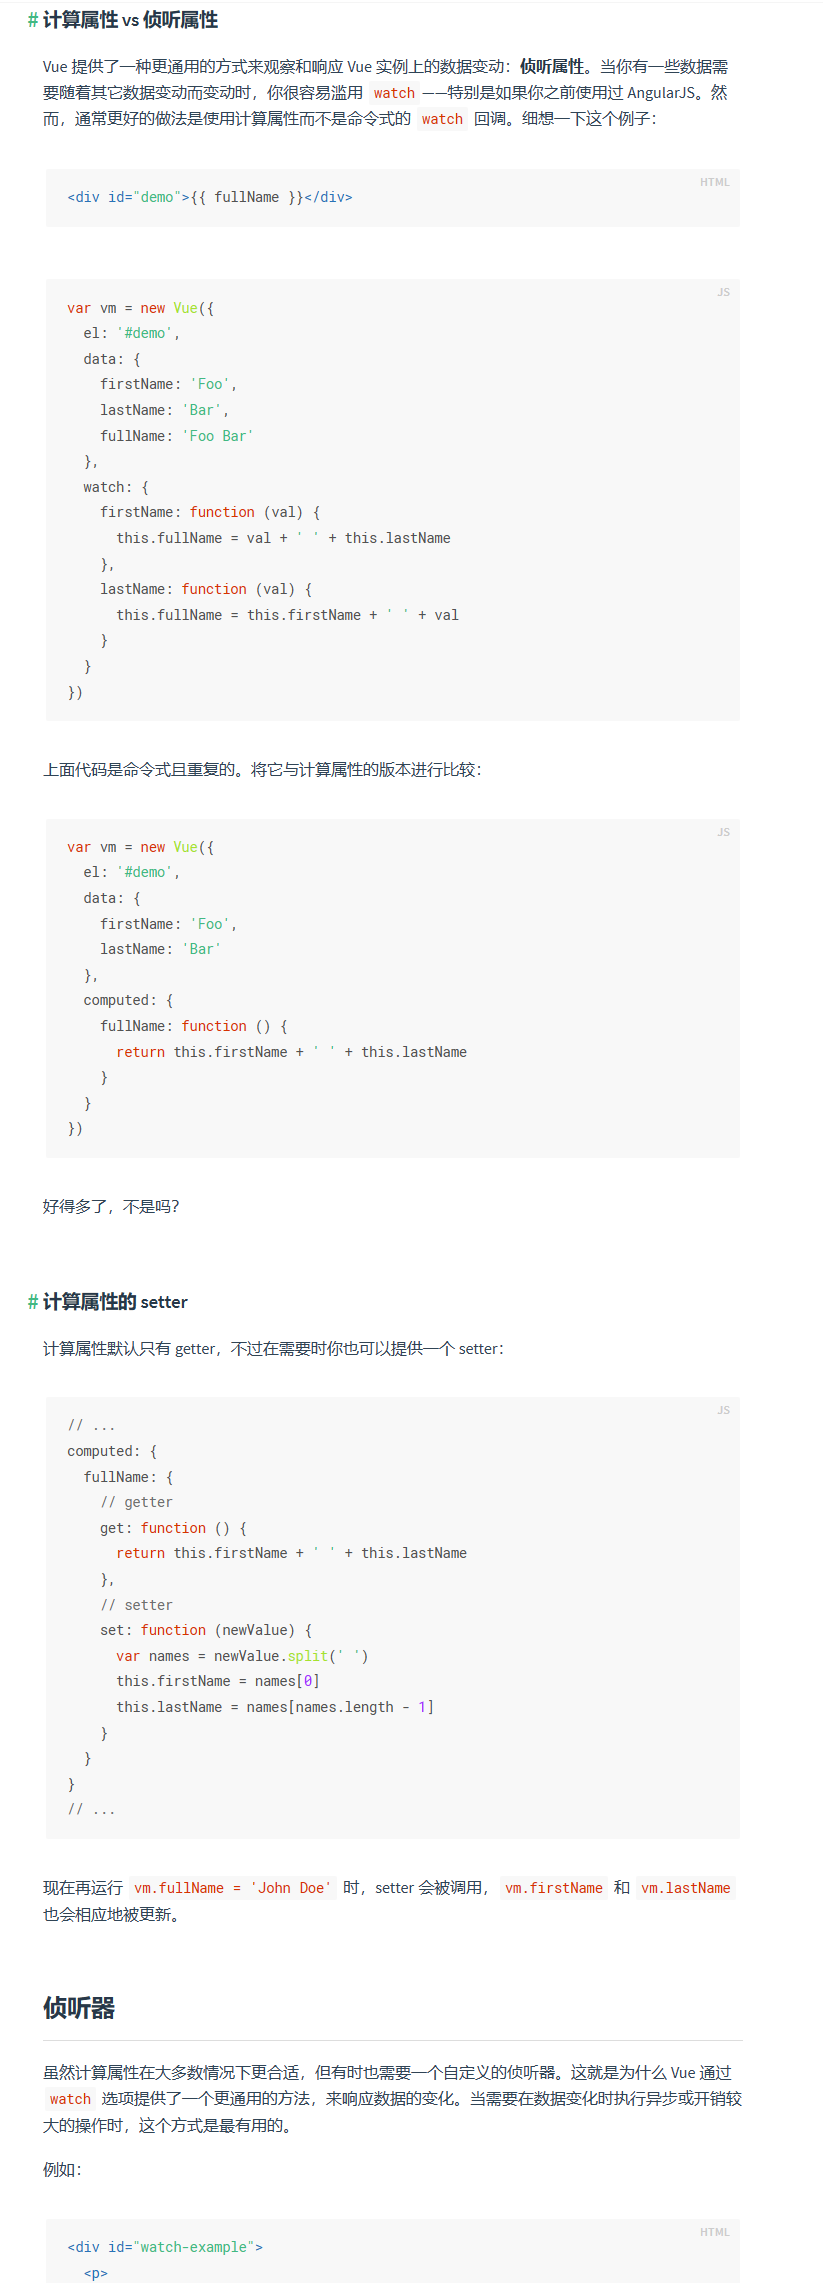 # 计算属性 vs 侦听属性
Vue 提供了一种更通用的方式来观察和响应 Vue 实例上的数据变动：侦听属性。当你有一些数据需
要随着其它数据变动而变动时，你很容易滥用 watch ——特别是如果你之前使用过 AngularJS。然
而，通常更好的做法是使用计算属性而不是命令式的 watch 回调。细想一下这个例子：
HTML
<div id="demo">{{ fullName }}</div>
JS
var vm = new Vue({
  el: '#demo',
  data: {
    firstName: 'Foo',
    lastName: 'Bar',
    fullName: 'Foo Bar'
  },
  watch: {
    firstName: function (val) {
      this.fullName = val + ' ' + this.lastName
    },
    lastName: function (val) {
      this.fullName = this.firstName + ' ' + val
    }
  }
})
上面代码是命令式且重复的。将它与计算属性的版本进行比较：
JS
var vm = new Vue({
  el: '#demo',
  data: {
    firstName: 'Foo',
    lastName: 'Bar'
  },
  computed: {
    fullName: function () {
      return this.firstName + ' ' + this.lastName
    }
  }
})
好得多了，不是吗？
# 计算属性的 setter
计算属性默认只有 getter，不过在需要时你也可以提供一个 setter：
JS
// ...
computed: {
  fullName: {
    // getter
    get: function () {
      return this.firstName + ' ' + this.lastName
    },
    // setter
    set: function (newValue) {
      var names = newValue.split(' ')
      this.firstName = names[0]
      this.lastName = names[names.length - 1]
    }
  }
}
// ...
现在再运行 vm.fullName = 'John Doe' 时，setter 会被调用，vm.firstName 和 vm.lastName
也会相应地被更新。
侦听器
虽然计算属性在大多数情况下更合适，但有时也需要一个自定义的侦听器。这就是为什么 Vue 通过
watch 选项提供了一个更通用的方法，来响应数据的变化。当需要在数据变化时执行异步或开销较
大的操作时，这个方式是最有用的。
例如：
HTML
<div id="watch-example">
  <p>